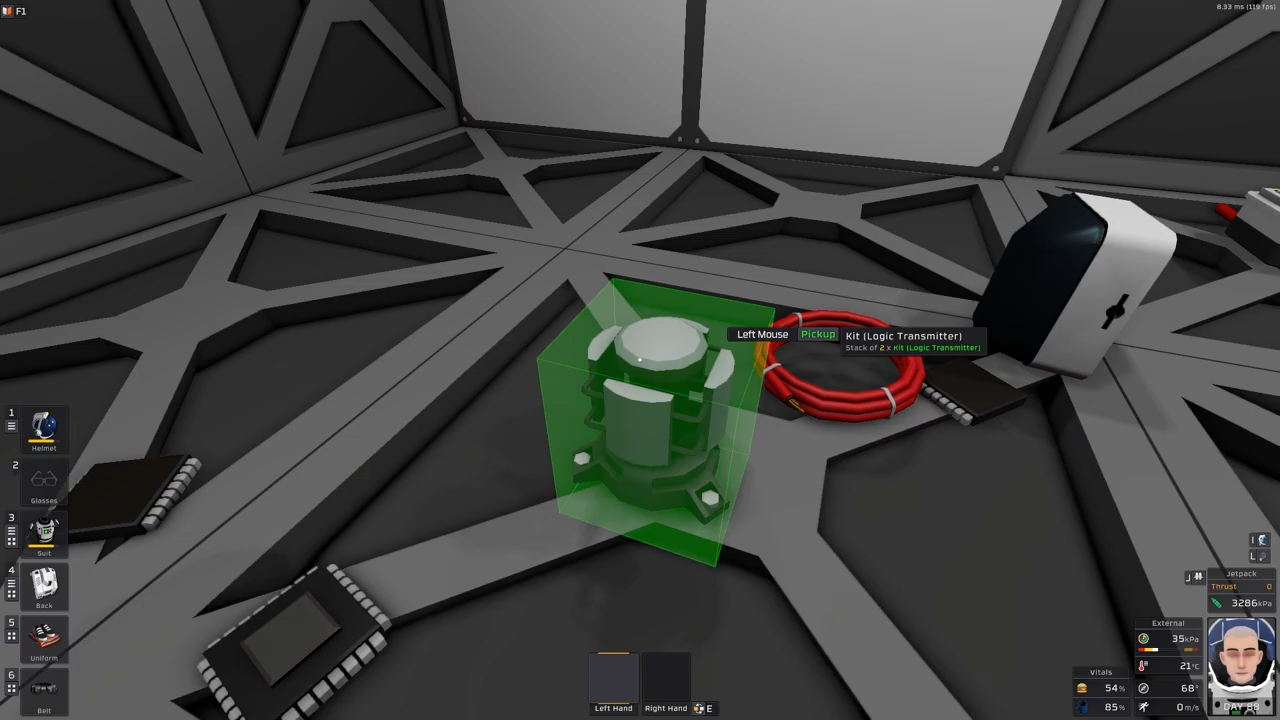 F1
8.33 ms (119 fps)
Left Mouse Pickup Kit (Logic Transmitter)
Stack of 2 x Kit (Logic Transmitter)
1
Helmet
2
Glasses
3
Suit
4
Back
5
Uniform
6
Belt
Left Hand
Right Hand
E
I
L
J
Jetpack
Thrust 0
3286kPa
External
35kPa
21°C
68°
0m/s
Vitals
54%
85%
DAY 88